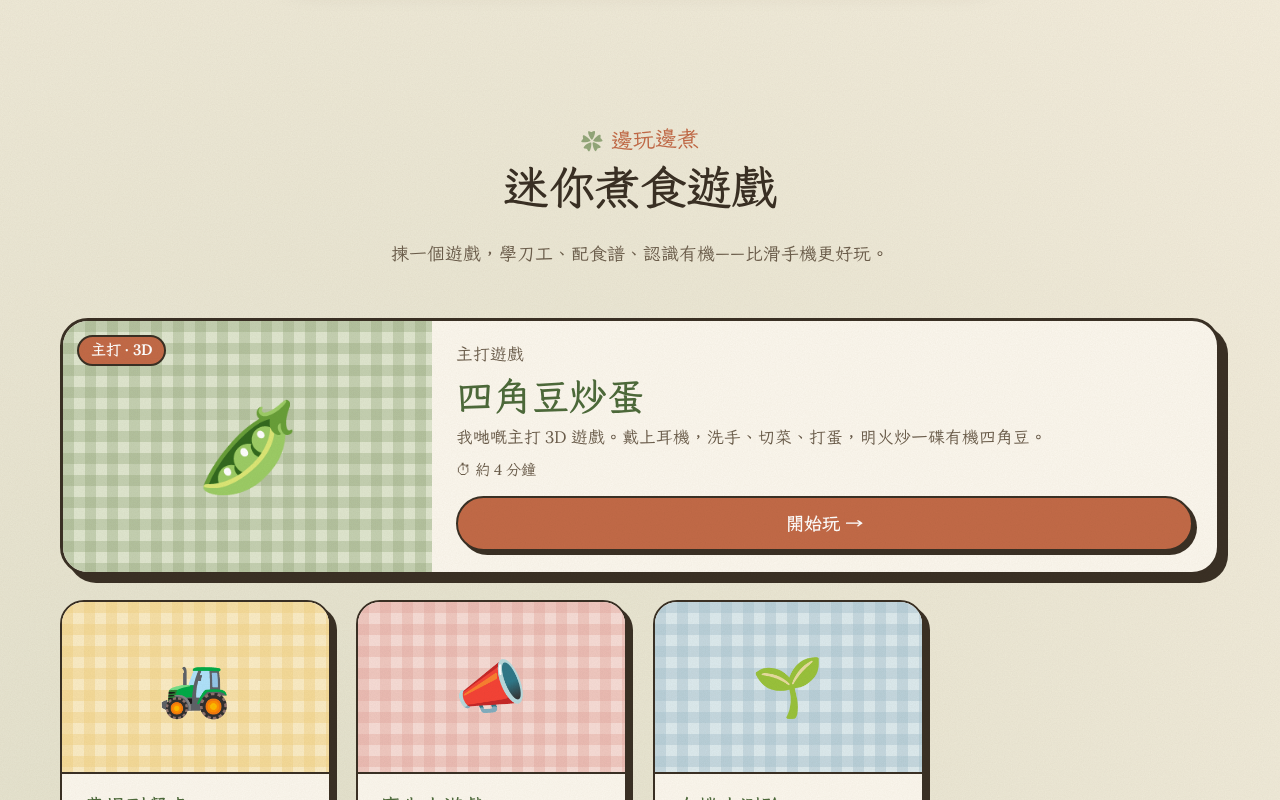 邊玩邊煮
迷你煮食遊戲
揀一個遊戲，學刀工、配食譜、認識有機——比滑手機更好玩。
主打 · 3D
主打遊戲
四角豆炒蛋
我哋嘅主打 3D 遊戲。戴上耳機，洗手、切菜、打蛋，明火炒一碟有機四角豆。
⏱ 約 4 分鐘
開始玩 →